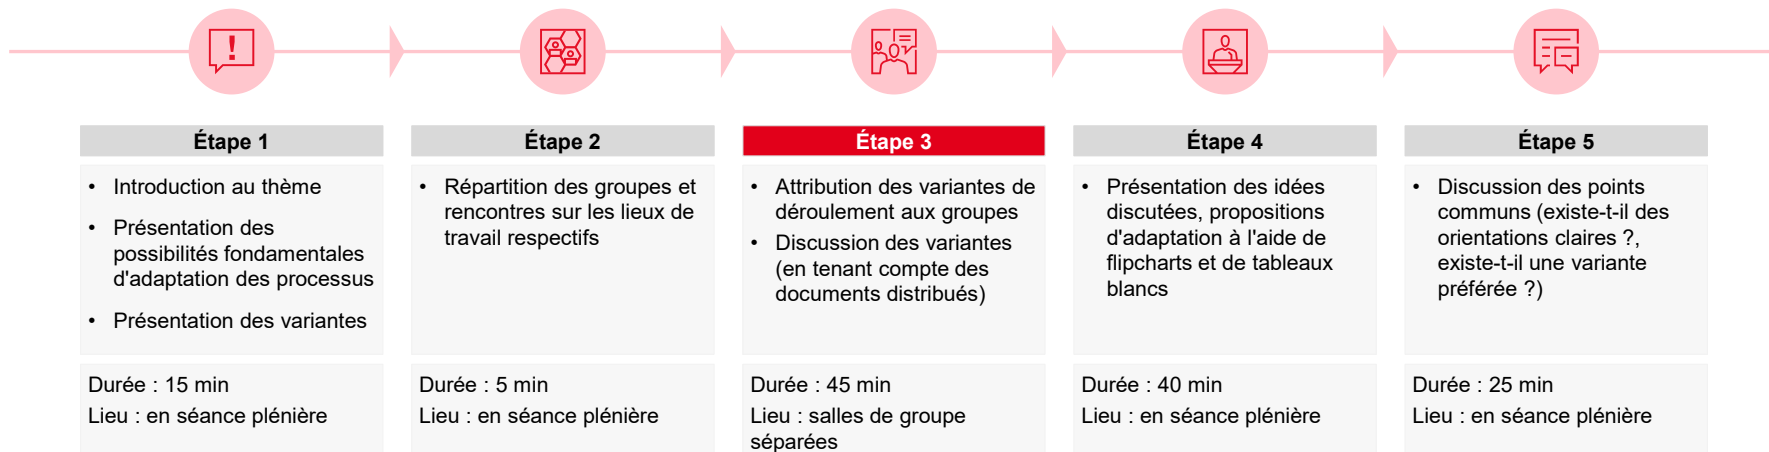 Étape 1
• Introduction au thème
• Présentation des
possibilités fondamentales
d'adaptation des processus
• Présentation des variantes
Durée : 15 min
Lieu : en séance plénière
Étape 2
• Répartition des groupes et
rencontres sur les lieux de
travail respectifs
Durée : 5 min
Lieu : en séance plénière
Étape 3
• Attribution des variantes de
déroulement aux groupes
• Discussion des variantes
(en tenant compte des
documents distribués)
Durée : 45 min
Lieu : salles de groupe
séparées
Étape 4
• Présentation des idées
discutées, propositions
d'adaptation à l'aide de
flipcharts et de tableaux
blancs
Durée : 40 min
Lieu : en séance plénière
Étape 5
• Discussion des points
communs (existe-t-il des
orientations claires ?,
existe-t-il une variante
préférée ?)
Durée : 25 min
Lieu : en séance plénière